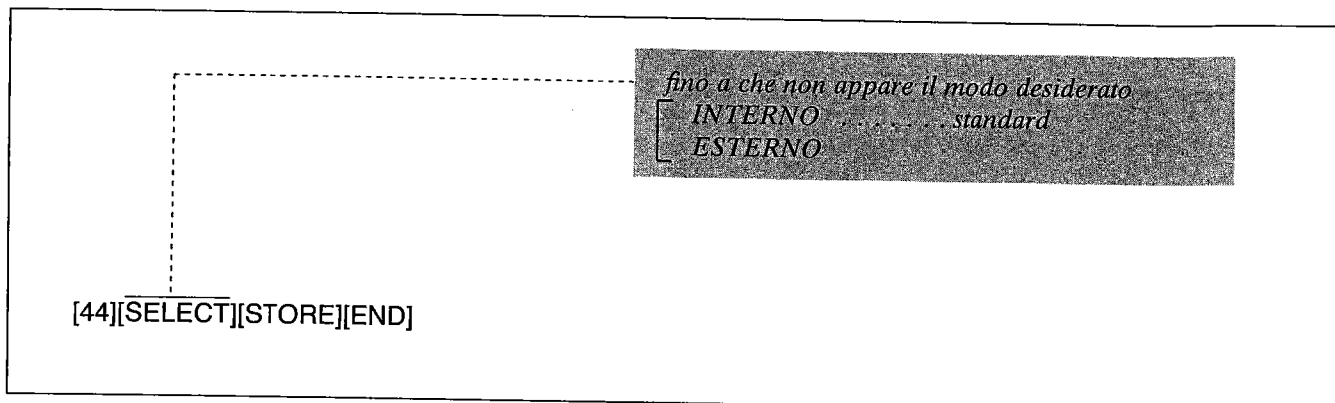 fino a che non appare il modo desiderato
INTERNO . . . . . . . standard
ESTERNO
[44][SELECT][STORE][END]